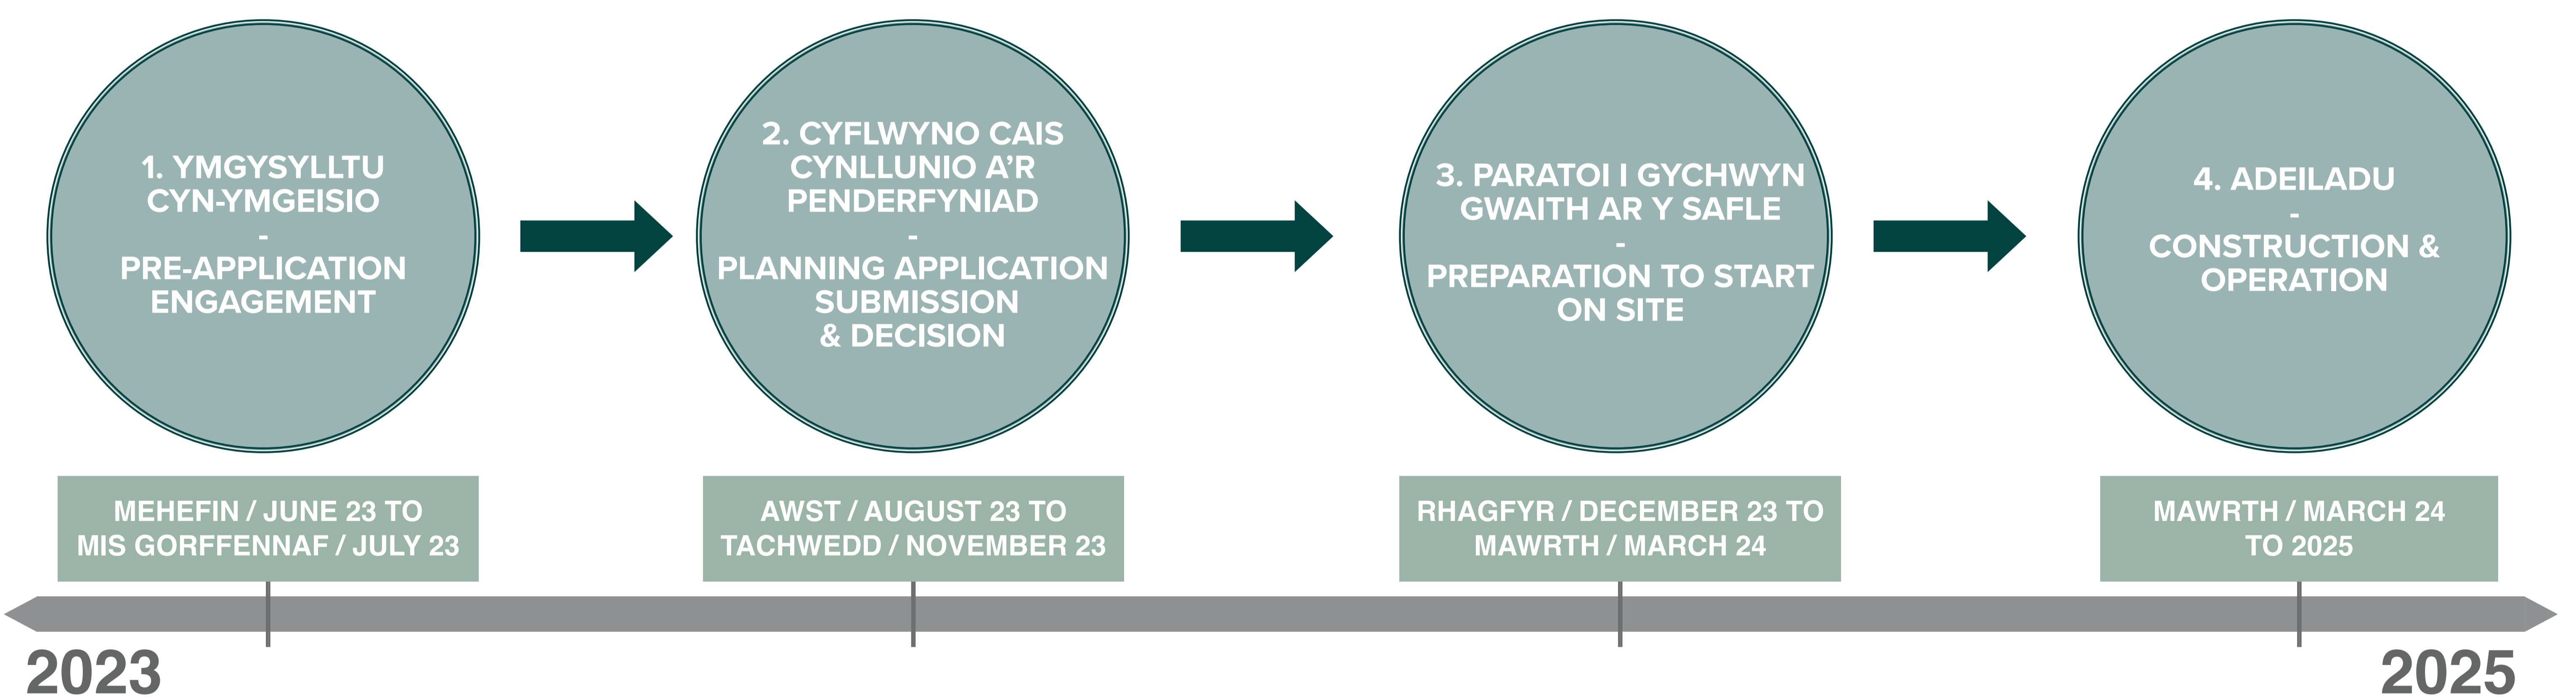 1. YMGYSYLLTU
CYN-YMGEISIO
-
PRE-APPLICATION
ENGAGEMENT
2. CYFLWYNO CAIS
CYNLLUNIO A'R
PENDERFYNIAD
-
PLANNING APPLICATION
SUBMISSION
& DECISION
3. PARATOI I GYCHWYN
GWAITH AR Y SAFLE
-
PREPARATION TO START
ON SITE
4. ADEILADU
-
CONSTRUCTION &
OPERATION
MEHEFIN / JUNE 23 TO
MIS GORFFENNAF / JULY 23
AWST / AUGUST 23 TO
TACHWEDD / NOVEMBER 23
RHAGFYR / DECEMBER 23 TO
MAWRTH / MARCH 24
MAWRTH / MARCH 24
TO 2025
2023
2025